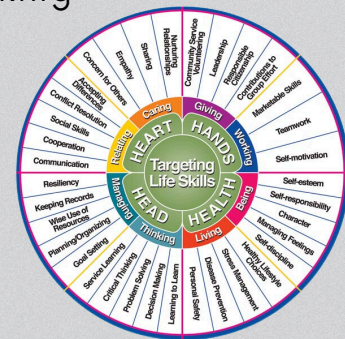 Nurturing
Relationships
Sharing
Empathy
Concern for Others
Accepting
Differences
Conflict Resolution
Social Skills
Cooperation
Communication
Community Service
Volunteering
Leadership
Responsible
Citizenship
Contributions to
Group Effort
Marketable Skills
Teamwork
Self-motivation
Caring
Giving
Relating
Working
HEART
HANDS
Targeting
Life Skills
HEAD
HEALTH
Managing
Being
Thinking
Living
Resiliency
Keeping Records
Wise Use of
Resources
Planning/Organizing
Goal Setting
Service Learning
Critical Thinking
Problem Solving
Decision Making
Learning to Learn
Self-esteem
Self-responsibility
Character
Managing Feelings
Self-discipline
Healthy Lifestyle
Choices
Stress Management
Disease Prevention
Personal Safety